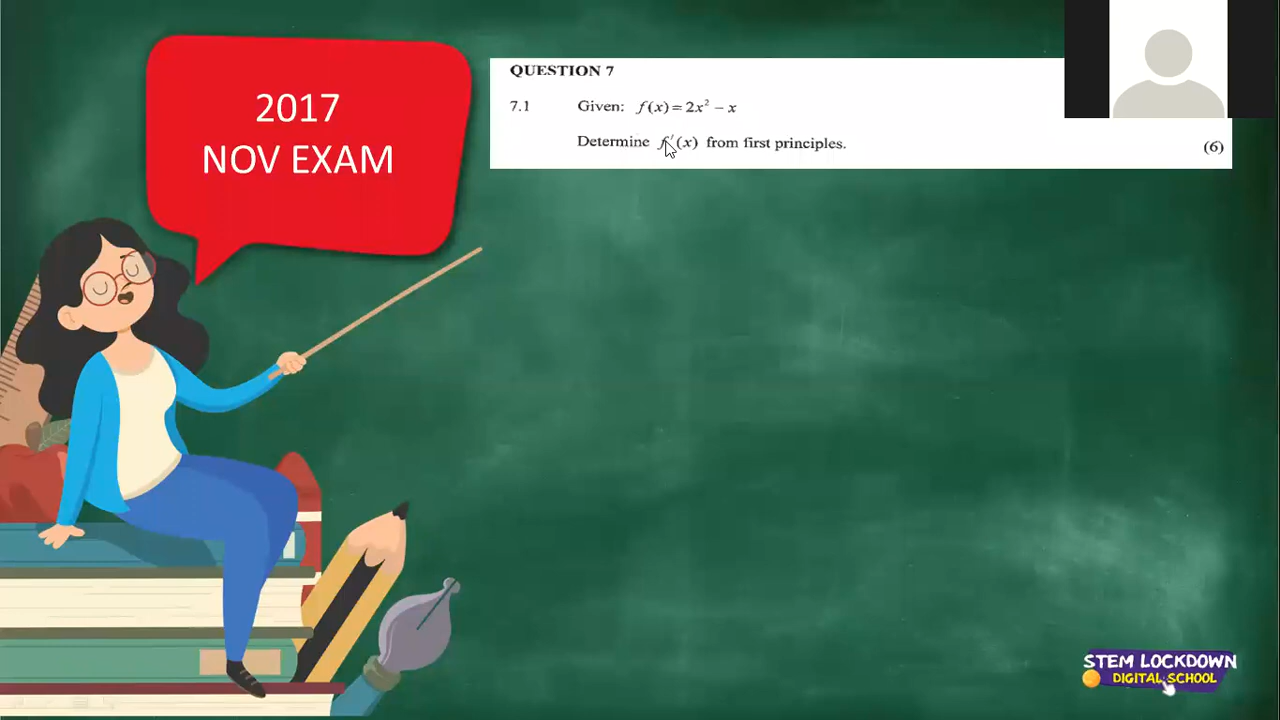 2017
NOV EXAM
QUESTION 7
7.1 Given: f(x) = 2x² − x
Determine f′(x) from first principles. (6)
STEM LOCKDOWN
DIGITAL SCHOOL